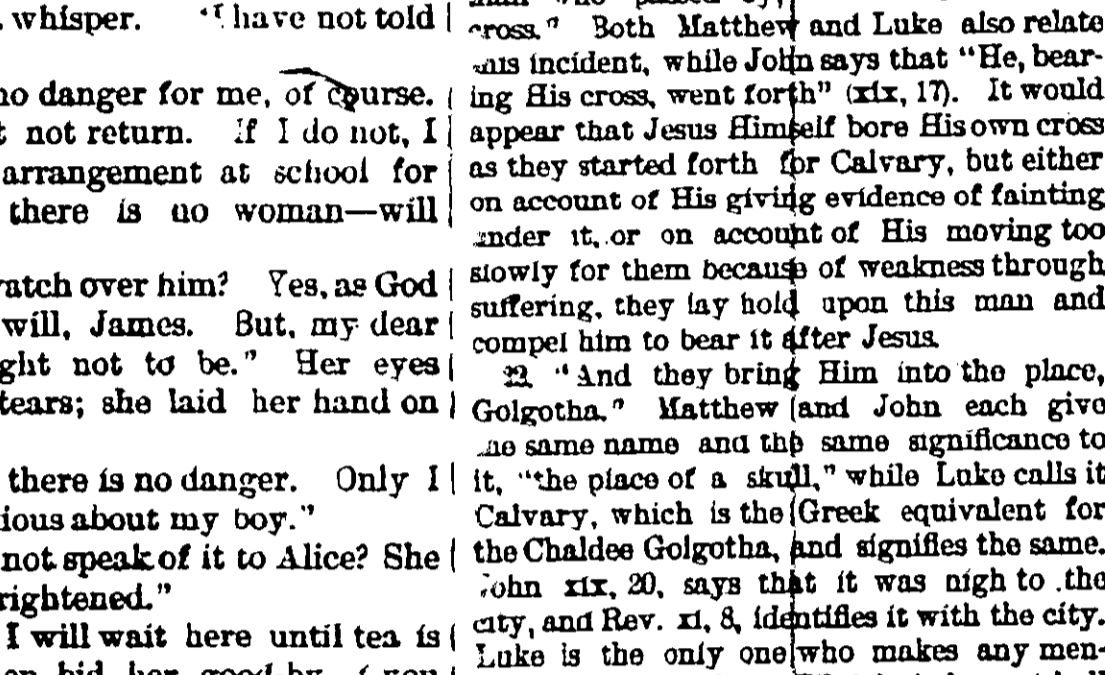 whisper. "I have not told
no danger for me, of course.
not return. If I do not, I
arrangement at school for
there is no woman—will
watch over him? Yes, as God
will, James. But, my dear
ght not to be." Her eyes
tears; she laid her hand on
there is no danger. Only I
ious about my boy."
not speak of it to Alice? She
rightened."
I will wait here until tea is
cross." Both Matthew and Luke also relate
this incident, while John says that "He, bear-
ing His cross, went forth" (xix, 17). It would
appear that Jesus Himself bore His own cross
as they started forth for Calvary, but either
on account of His giving evidence of fainting
under it, or on account of His moving too
slowly for them because of weakness through
suffering, they lay hold upon this man and
compel him to bear it after Jesus.
22. "And they bring Him into the place,
Golgotha." Matthew and John each give
the same name and the same significance to
it, "the place of a skull," while Luke calls it
Calvary, which is the Greek equivalent for
the Chaldee Golgotha, and signifies the same.
John xix, 20, says that it was nigh to the
city, and Rev. xi, 8, identifies it with the city.
Luke is the only one who makes any men-